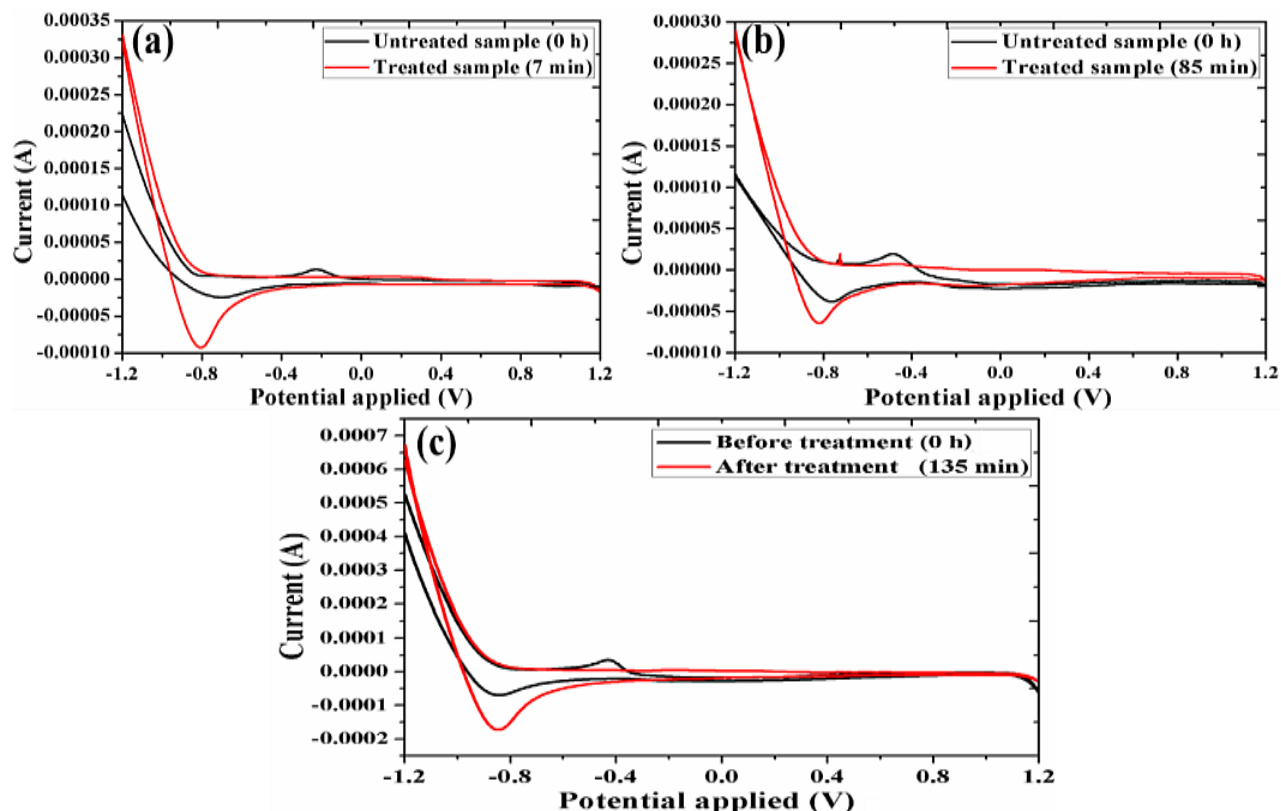 (a)
Untreated sample (0 h)
Treated sample (7 min)
Current (A)
0.00035
0.00030
0.00025
0.00020
0.00015
0.00010
0.00005
0.00000
-0.00005
-0.00010
-1.2 -0.8 -0.4 0.0 0.4 0.8 1.2
Potential applied (V)
(b)
Untreated sample (0 h)
Treated sample (85 min)
Current (A)
0.00030
0.00025
0.00020
0.00015
0.00010
0.00005
0.00000
-0.00005
-0.00010
-1.2 -0.8 -0.4 0.0 0.4 0.8 1.2
Potential applied (V)
(c)
Before treatment (0 h)
After treatment (135 min)
Current (A)
0.0007
0.0006
0.0005
0.0004
0.0003
0.0002
0.0001
0.0000
-0.0001
-0.0002
-1.2 -0.8 -0.4 0.0 0.4 0.8 1.2
Potential applied (V)